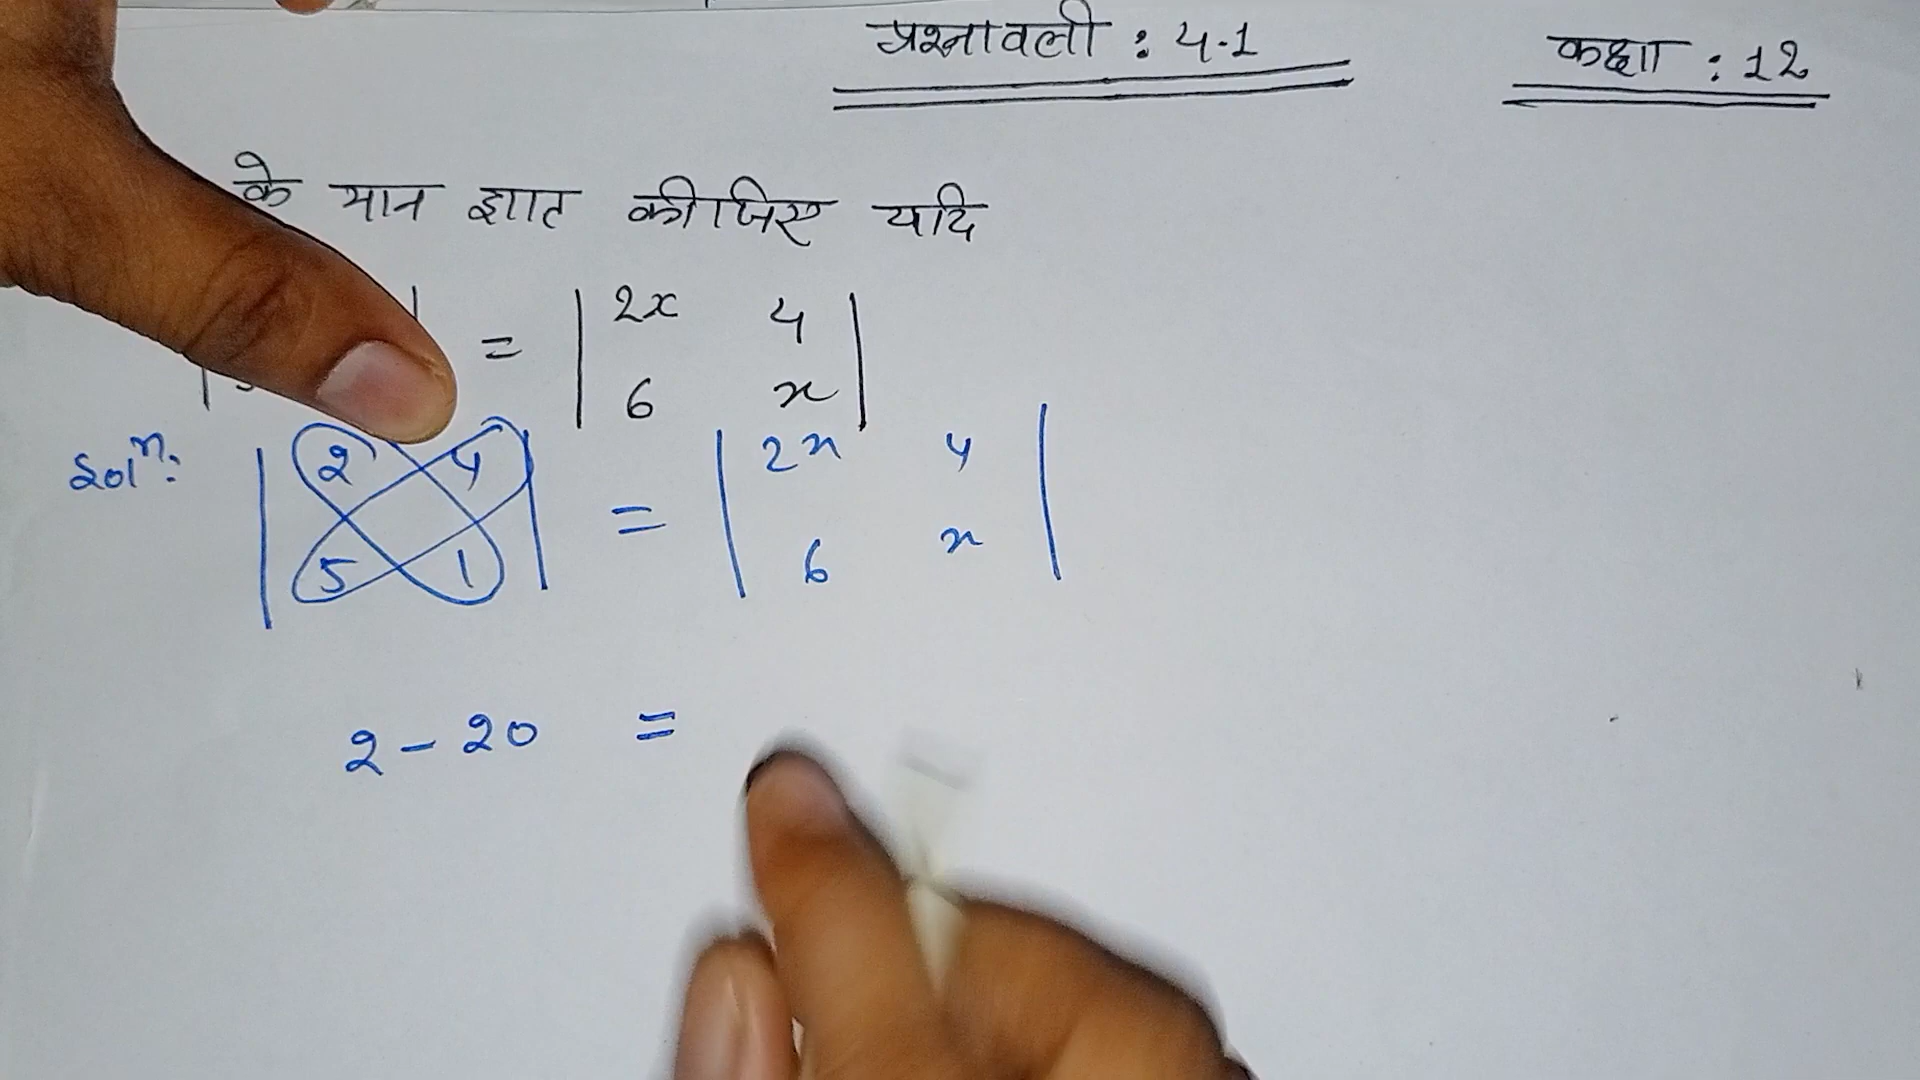 प्रश्नावली : 4.1 कक्षा : 12
के मान ज्ञात कीजिए यदि
= | 2x 4 |
| 6 x |
Solⁿ: | 2 4 | = | 2x 4 |
| 5 1 | | 6 x |
2 - 20 =